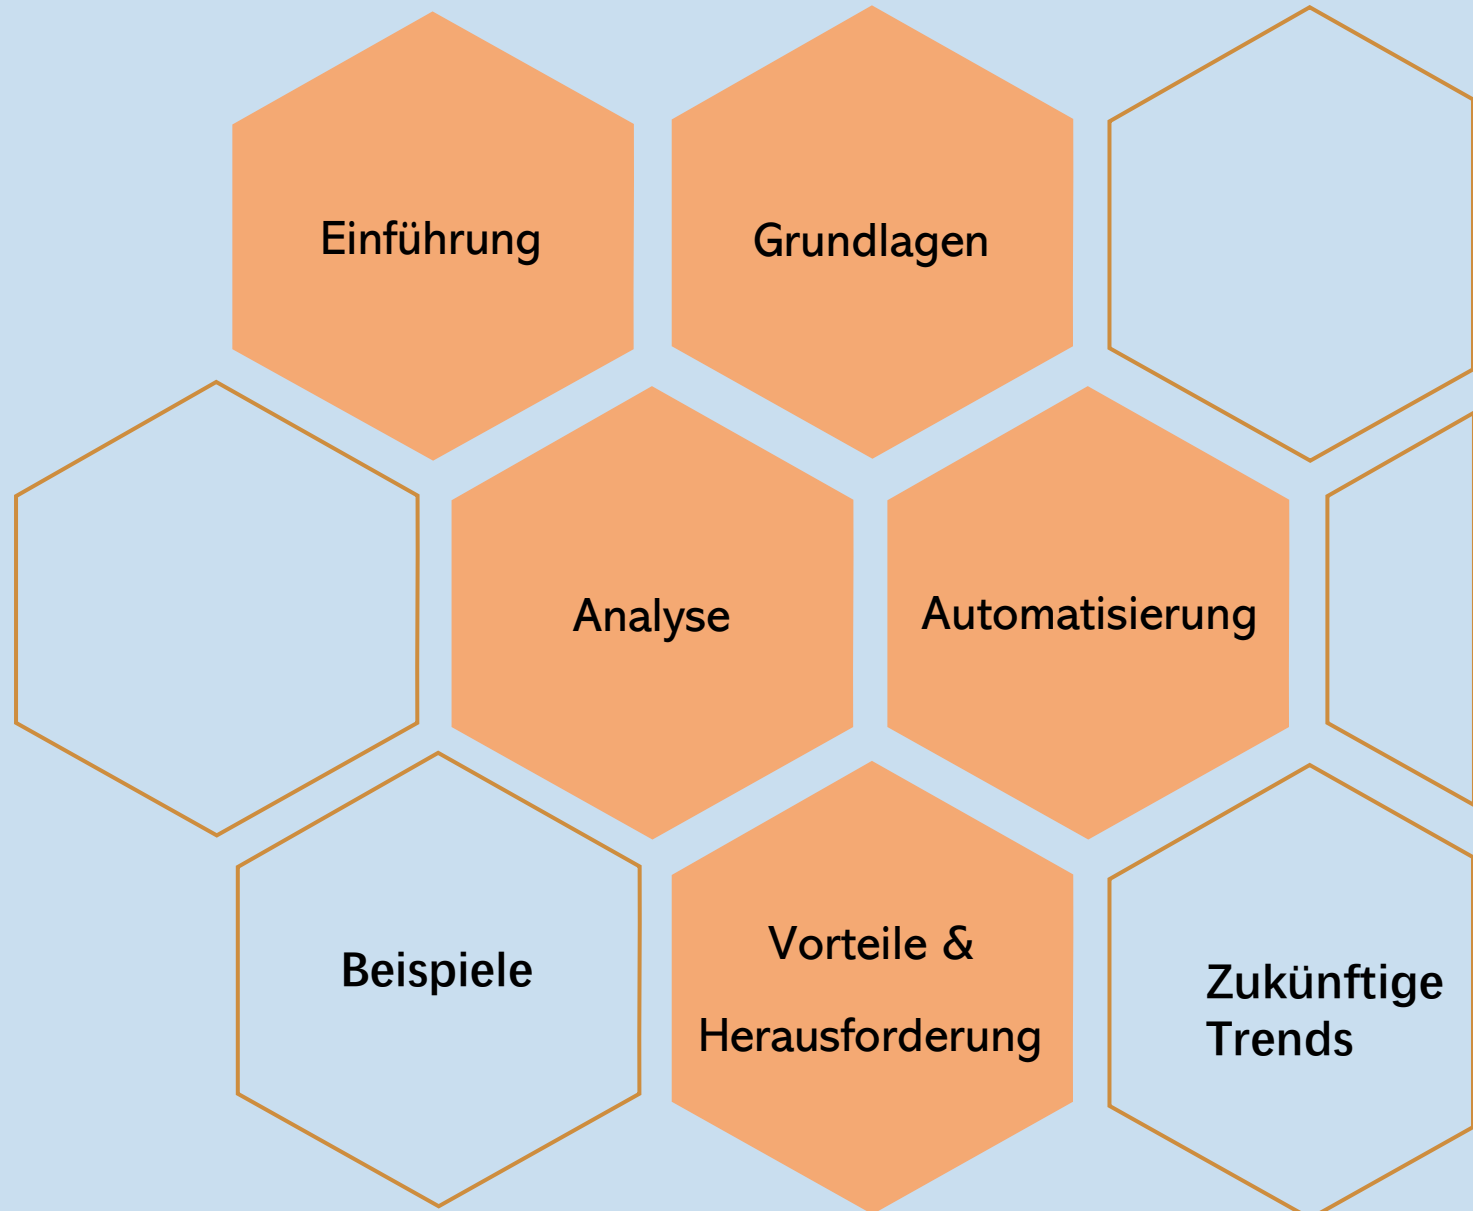 Einführung
Grundlagen
Analyse
Automatisierung
Beispiele
Vorteile &
Herausforderung
Zukünftige
Trends